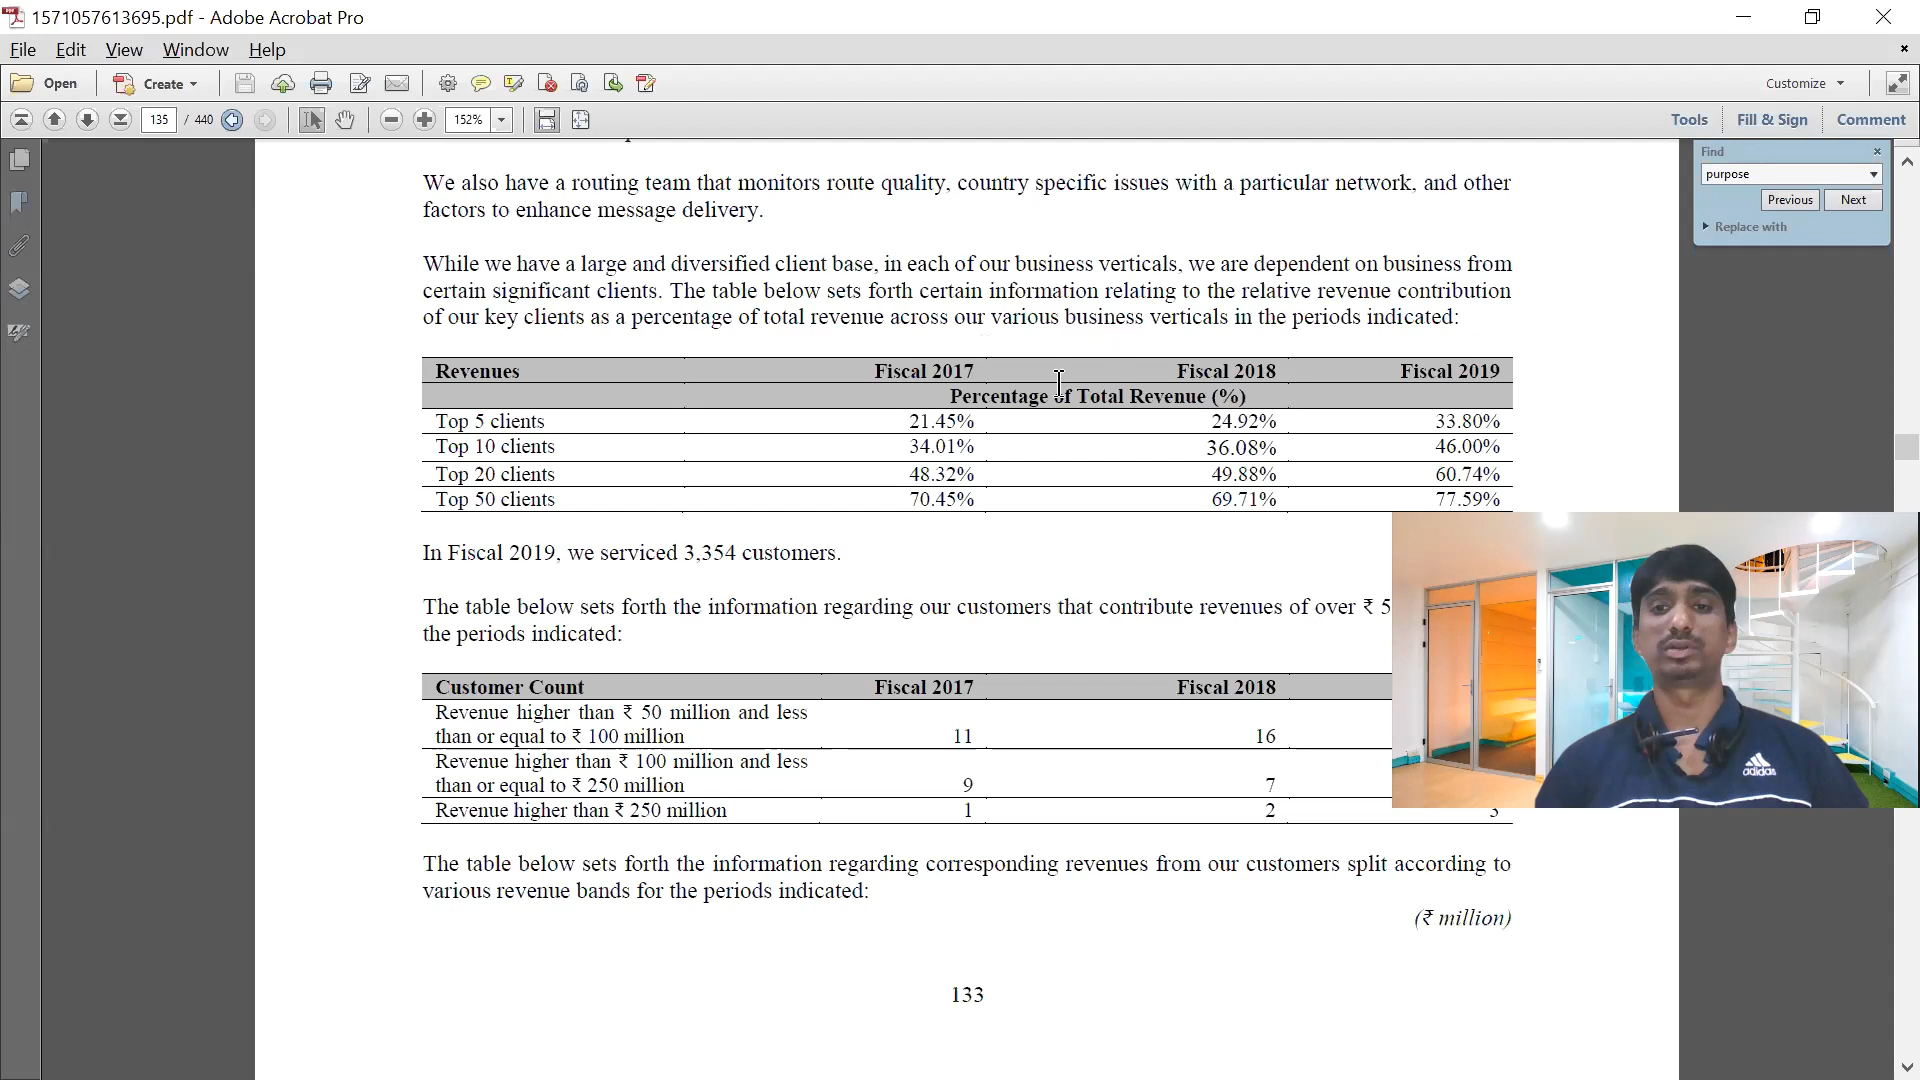 1571057613695.pdf - Adobe Acrobat Pro
File Edit View Window Help
Open Create Customize
135 / 440 152% Tools Fill & Sign Comment
Find
purpose
Previous Next
Replace with
We also have a routing team that monitors route quality, country specific issues with a particular network, and other
factors to enhance message delivery.
While we have a large and diversified client base, in each of our business verticals, we are dependent on business from
certain significant clients. The table below sets forth certain information relating to the relative revenue contribution
of our key clients as a percentage of total revenue across our various business verticals in the periods indicated:
Revenues Fiscal 2017 Fiscal 2018 Fiscal 2019
Percentage of Total Revenue (%)
Top 5 clients 21.45% 24.92% 33.80%
Top 10 clients 34.01% 36.08% 46.00%
Top 20 clients 48.32% 49.88% 60.74%
Top 50 clients 70.45% 69.71% 77.59%
In Fiscal 2019, we serviced 3,354 customers.
The table below sets forth the information regarding our customers that contribute revenues of over ₹ 5
the periods indicated:
Customer Count Fiscal 2017 Fiscal 2018
Revenue higher than ₹ 50 million and less
than or equal to ₹ 100 million 11 16
Revenue higher than ₹ 100 million and less
than or equal to ₹ 250 million 9 7
Revenue higher than ₹ 250 million 1 2
adidas
The table below sets forth the information regarding corresponding revenues from our customers split according to
various revenue bands for the periods indicated:
(₹ million)
133